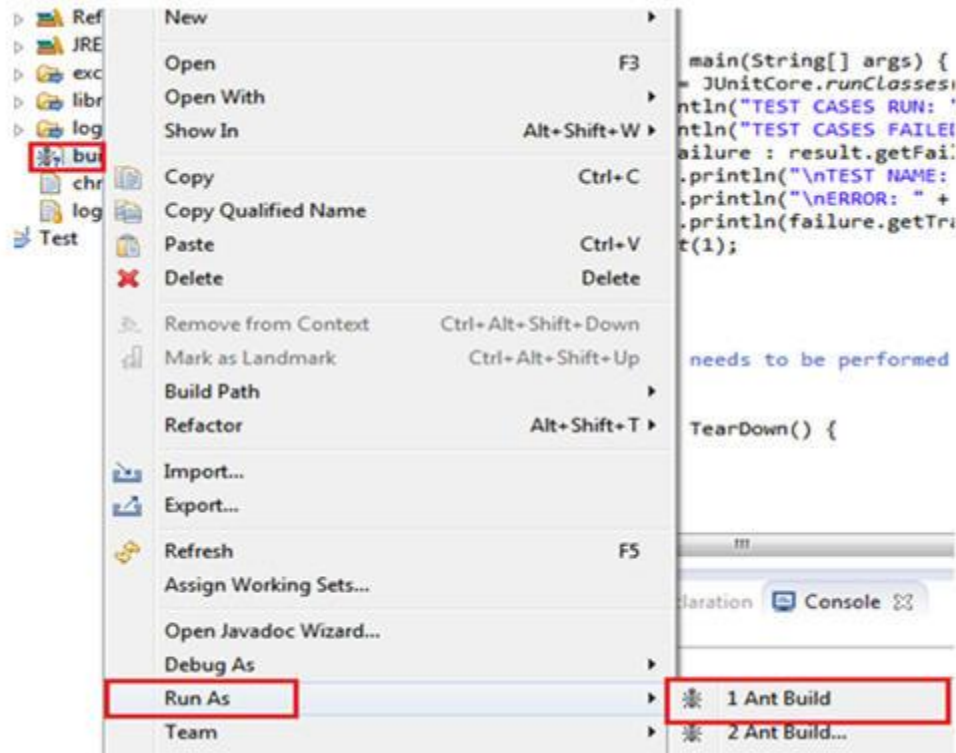 Ref
JRE
exc
libr
log
bui
chr
log
Test
New
Open F3
Open With
Show In Alt+Shift+W
Copy Ctrl+C
Copy Qualified Name
Paste Ctrl+V
Delete Delete
Remove from Context Ctrl+Alt+Shift+Down
Mark as Landmark Ctrl+Alt+Shift+Up
Build Path
Refactor Alt+Shift+T
Import...
Export...
Refresh F5
Assign Working Sets...
Open Javadoc Wizard...
Debug As
Run As
Team
1 Ant Build
2 Ant Build...
main(String[] args) {
= JUnitCore.runClasses(
ntln("TEST CASES RUN: "
ntln("TEST CASES FAILED
ailure : result.getFai
.println("\nTEST NAME:
.println("\nERROR: " +
.println(failure.getTra
t(1);
needs to be performed
TearDown() {
laration Console